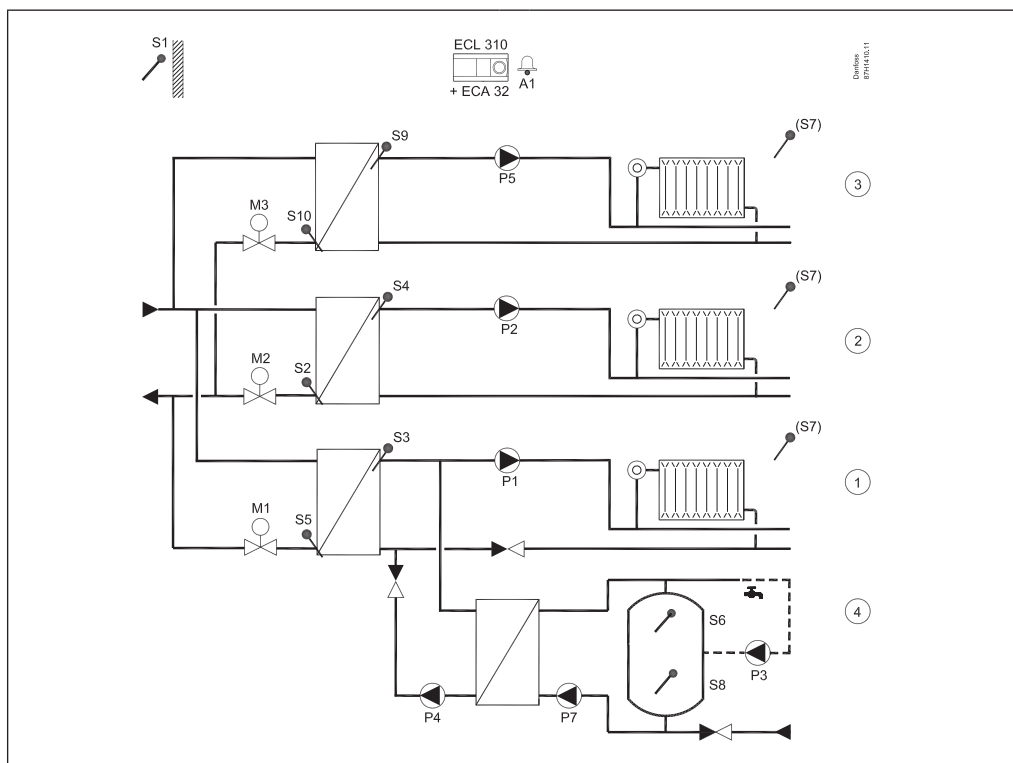 S1
ECL 310
+ ECA 32
A1
Danfoss
87H1410.11
S9
(S7)
P5
3
M3
S10
S4
(S7)
P2
2
M2
S2
S3
(S7)
P1
1
M1
S5
4
S6
P3
S8
P4
P7